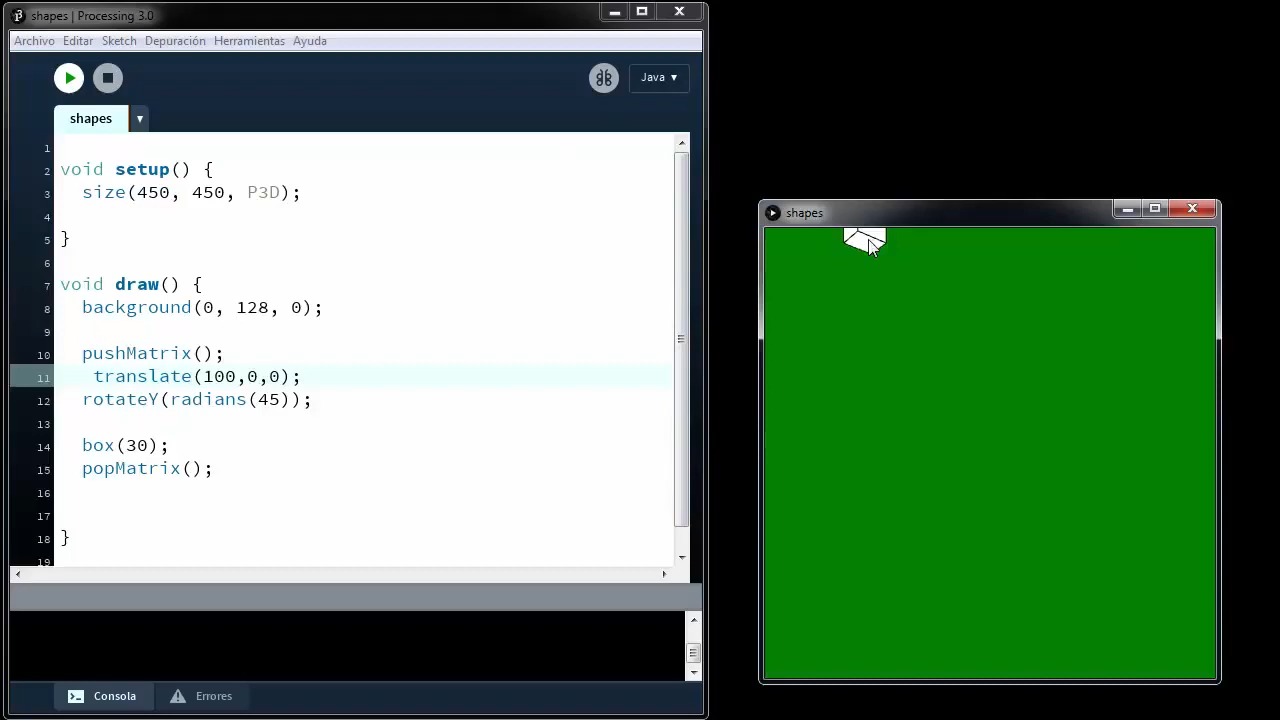 shapes | Processing 3.0
Archivo Editar Sketch Depuración Herramientas Ayuda
Java ▾
shapes ▾
1
2 void setup() {
3 size(450, 450, P3D);
4
5 }
6
7 void draw() {
8 background(0, 128, 0);
9
10 pushMatrix();
11 translate(100,0,0);
12 rotateY(radians(45));
13
14 box(30);
15 popMatrix();
16
17
18 }
19
Consola Errores
shapes